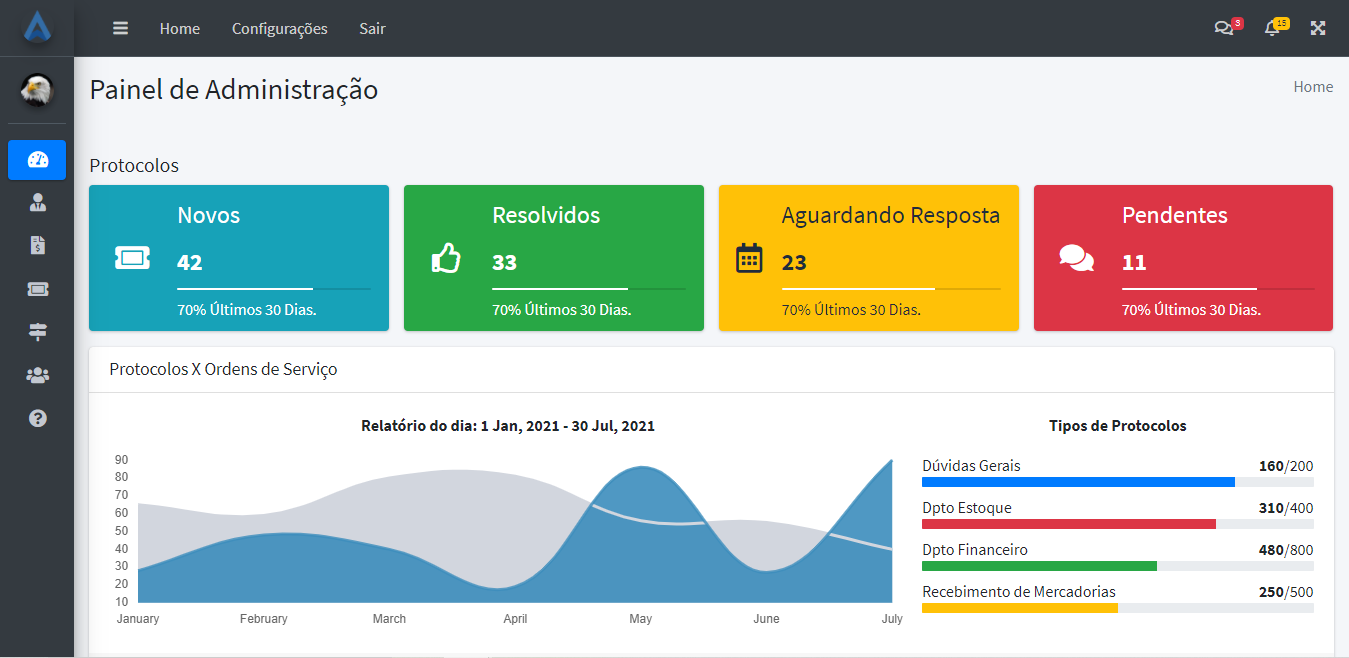 Home Configurações Sair 3 15
Painel de Administração Home
Protocolos
Novos Resolvidos Aguardando Resposta Pendentes
42 33 23 11
70% Últimos 30 Dias. 70% Últimos 30 Dias. 70% Últimos 30 Dias. 70% Últimos 30 Dias.
Protocolos X Ordens de Serviço
Relatório do dia: 1 Jan, 2021 - 30 Jul, 2021
90
80
70
60
50
40
30
20
10
January February March April May June July
Tipos de Protocolos
Dúvidas Gerais 160/200
Dpto Estoque 310/400
Dpto Financeiro 480/800
Recebimento de Mercadorias 250/500